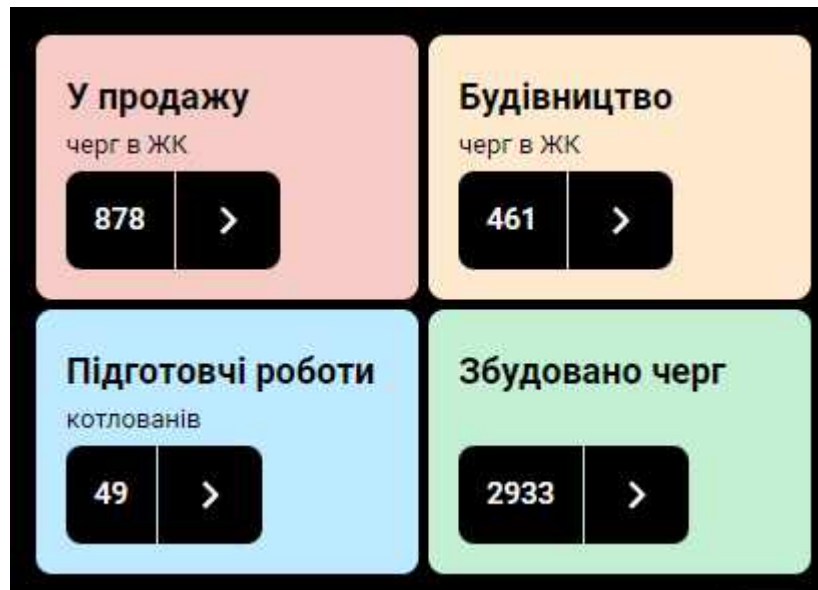 У продажу
черг в ЖК
878
Будівництво
черг в ЖК
461
Підготовчі роботи
котлованів
49
Збудовано черг
2933